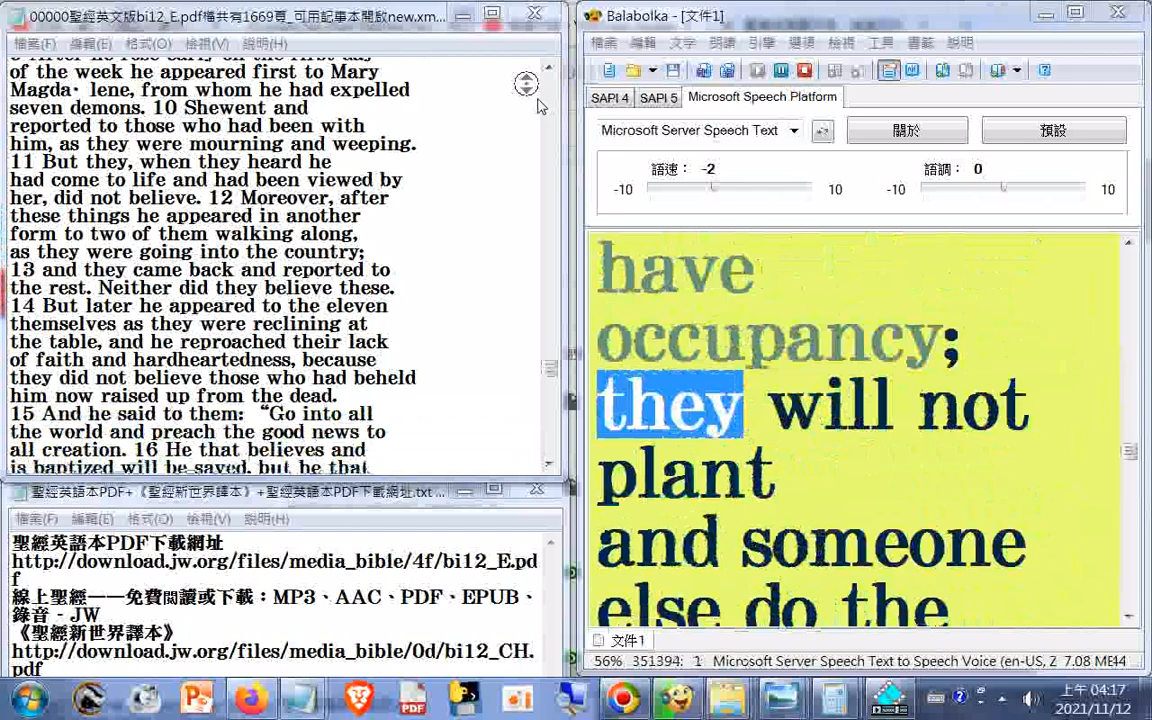 00000聖經英文版bi12_E.pdf檔共有1669頁_可用記事本開啟new.xm...
檔案(F) 編輯(E) 格式(O) 檢視(V) 說明(H)
of the week he appeared first to Mary
Magda· lene, from whom he had expelled
seven demons. 10 Shewent and
reported to those who had been with
him, as they were mourning and weeping.
11 But they, when they heard he
had come to life and had been viewed by
her, did not believe. 12 Moreover, after
these things he appeared in another
form to two of them walking along,
as they were going into the country;
13 and they came back and reported to
the rest. Neither did they believe these.
14 But later he appeared to the eleven
themselves as they were reclining at
the table, and he reproached their lack
of faith and hardheartedness, because
they did not believe those who had beheld
him now raised up from the dead.
15 And he said to them: “Go into all
the world and preach the good news to
all creation. 16 He that believes and
is baptized will be saved, but he that
聖經英語本PDF+《聖經新世界譯本》+聖經英語本PDF下載網址.txt ...
檔案(F) 編輯(E) 格式(O) 檢視(V) 說明(H)
聖經英語本PDF下載網址
http://download.jw.org/files/media_bible/4f/bi12_E.pd
f
線上聖經──免費閱讀或下載：MP3、AAC、PDF、EPUB、
錄音 - JW
《聖經新世界譯本》
http://download.jw.org/files/media_bible/0d/bi12_CH.
pdf
Balabolka - [文件1]
檔案 編輯 文字 朗讀 引擎 選項 檢視 工具 書籤 說明
SAPI 4 SAPI 5 Microsoft Speech Platform
Microsoft Server Speech Text 關於 預設
語速： -2 語調： 0
-10 10 -10 10
have
occupancy;
they will not
plant
and someone
else do the
文件1
56% 351394: 1 Microsoft Server Speech Text to Speech Voice (en-US, Z 7.08 ME44
上午 04:17
2021/11/12